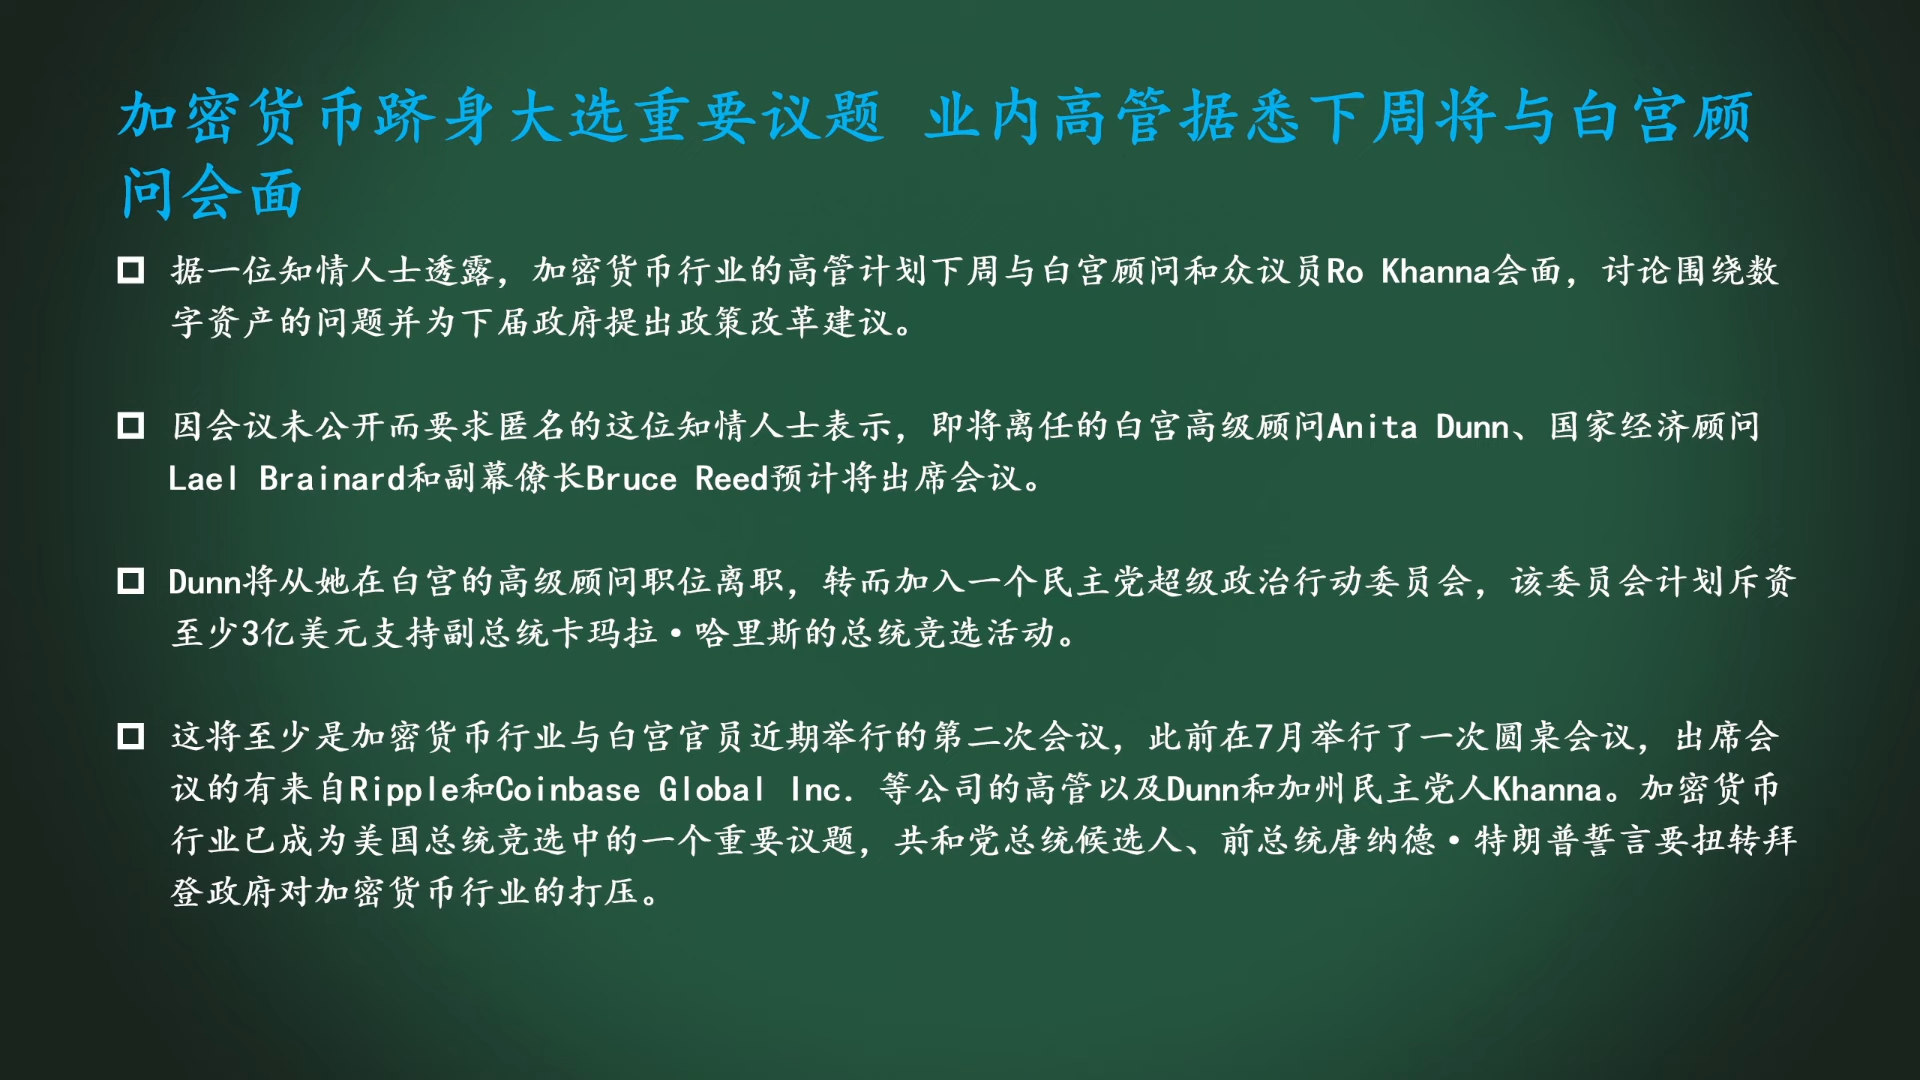 加密货币跻身大选重要议题 业内高管据悉下周将与白宫顾
问会面
据一位知情人士透露，加密货币行业的高管计划下周与白宫顾问和众议员Ro Khanna会面，讨论围绕数
字资产的问题并为下届政府提出政策改革建议。
因会议未公开而要求匿名的这位知情人士表示，即将离任的白宫高级顾问Anita Dunn、国家经济顾问
Lael Brainard和副幕僚长Bruce Reed预计将出席会议。
Dunn将从她在白宫的高级顾问职位离职，转而加入一个民主党超级政治行动委员会，该委员会计划斥资
至少3亿美元支持副总统卡玛拉·哈里斯的总统竞选活动。
这将至少是加密货币行业与白宫官员近期举行的第二次会议，此前在7月举行了一次圆桌会议，出席会
议的有来自Ripple和Coinbase Global Inc. 等公司的高管以及Dunn和加州民主党人Khanna。加密货币
行业已成为美国总统竞选中的一个重要议题，共和党总统候选人、前总统唐纳德·特朗普誓言要扭转拜
登政府对加密货币行业的打压。